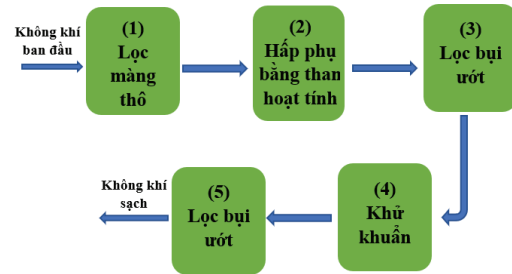 Không khí
ban đầu
(1)
Lọc
màng
thô
(2)
Hấp phụ
bằng than
hoạt tính
(3)
Lọc bụi
ướt
(4)
Khử
khuẩn
(5)
Lọc bụi
ướt
Không khí
sạch